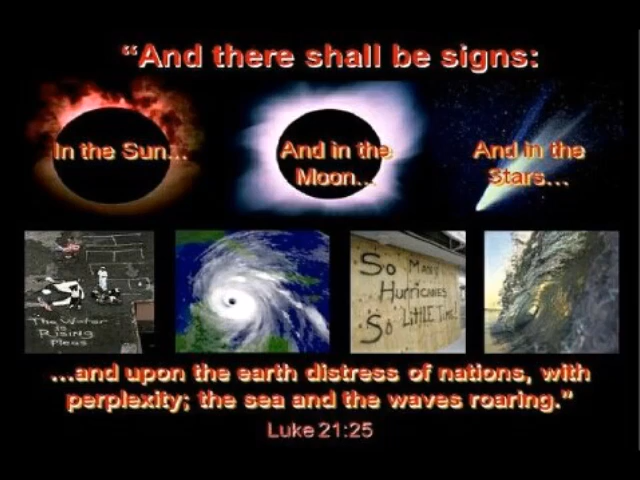 “And there shall be signs:
In the Sun...
And in the
Moon...
And in the
Stars...
The Water
is
Rising
Pleas
So Many
Hurricanes
So Little Time!
...and upon the earth distress of nations, with
perplexity; the sea and the waves roaring.”
Luke 21:25